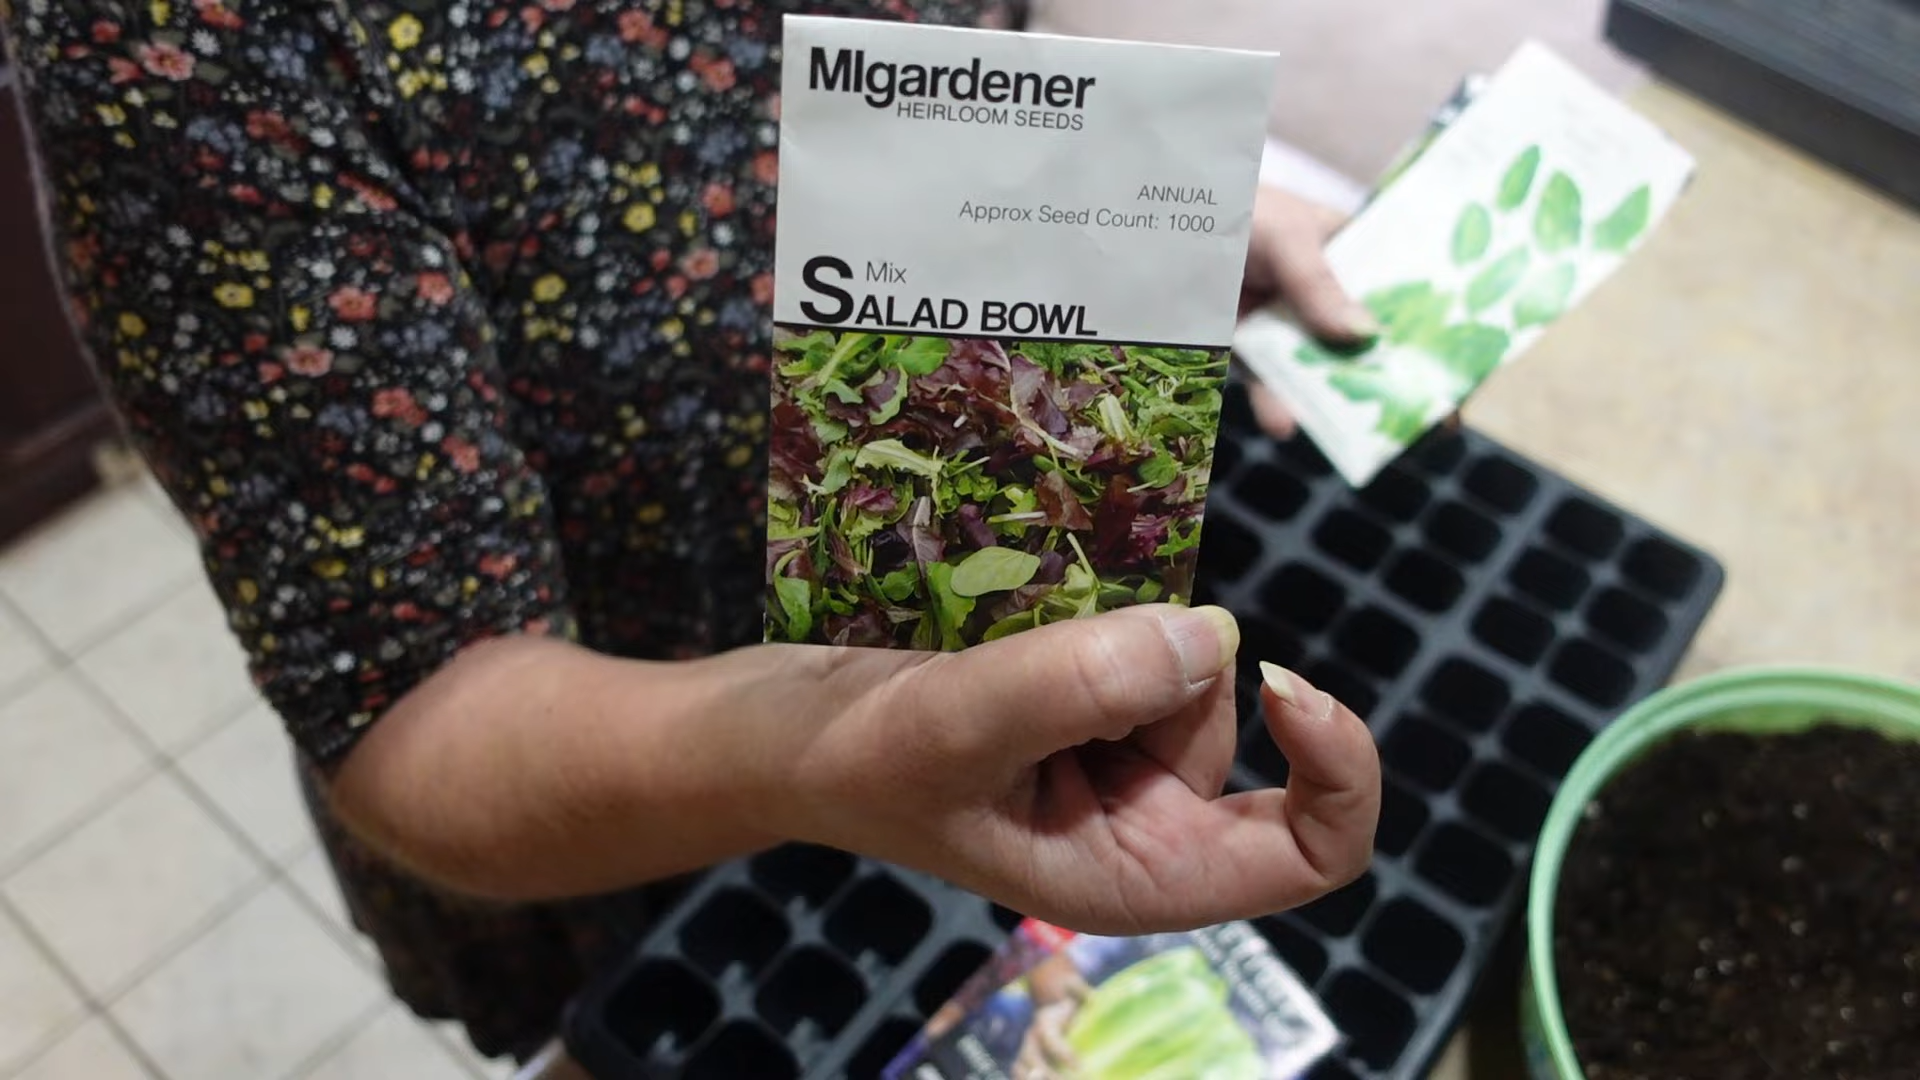 MIgardener
HEIRLOOM SEEDS
ANNUAL
Approx Seed Count: 1000
Mix
SALAD BOWL